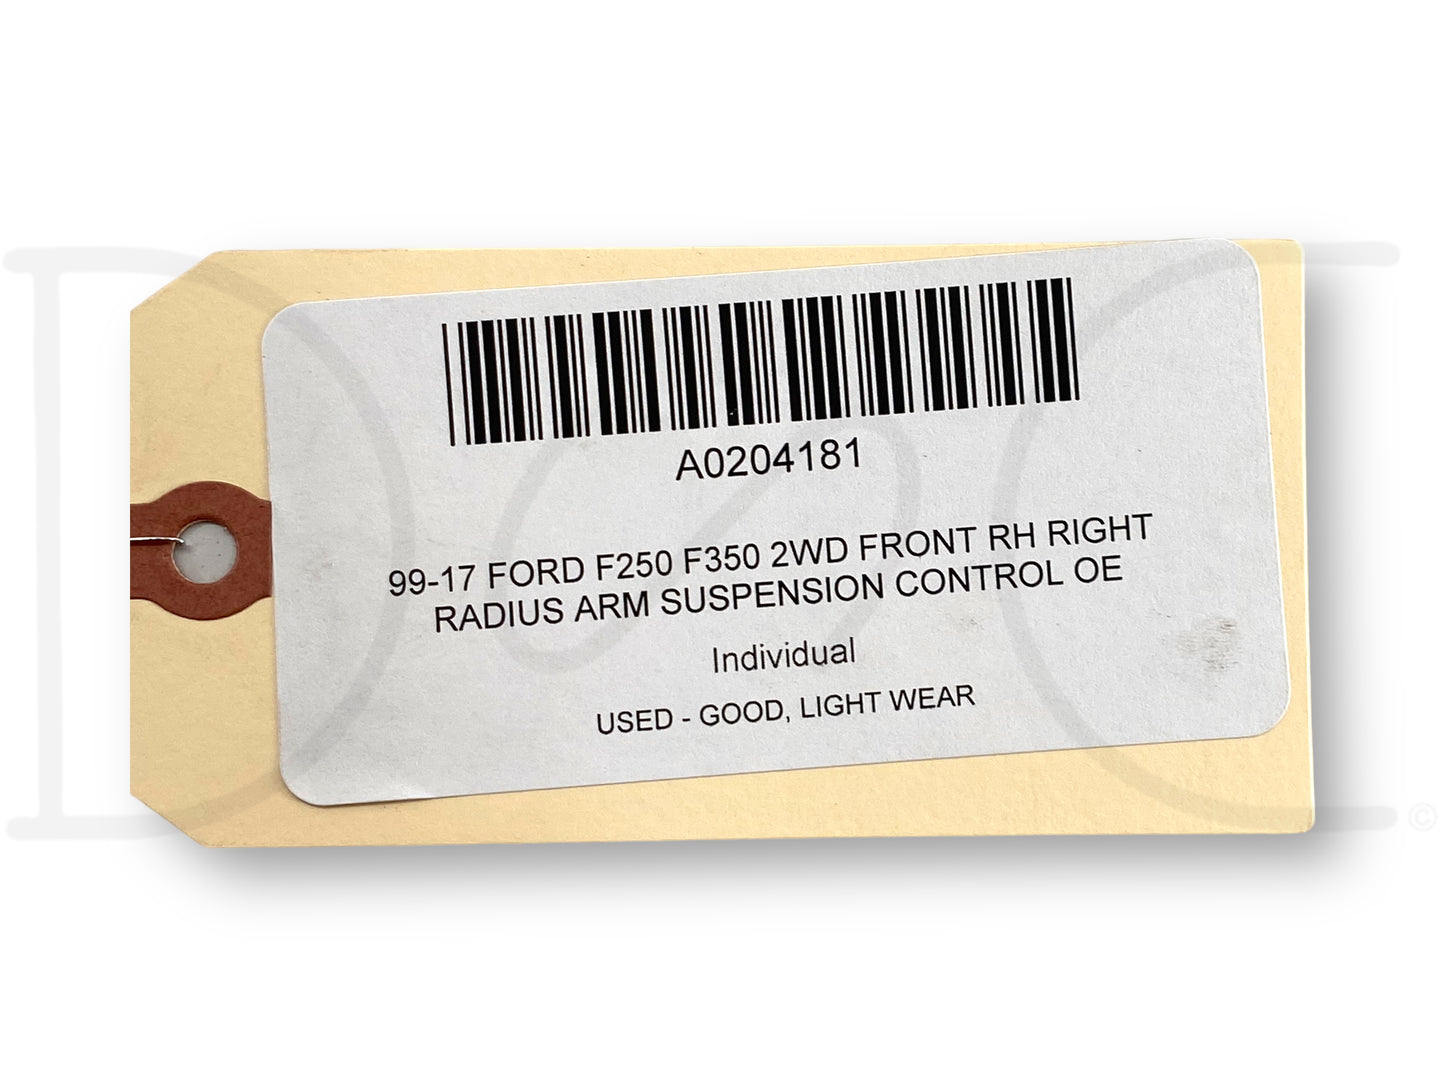 A0204181
99-17 FORD F250 F350 2WD FRONT RH RIGHT
RADIUS ARM SUSPENSION CONTROL OE
Individual
USED - GOOD, LIGHT WEAR